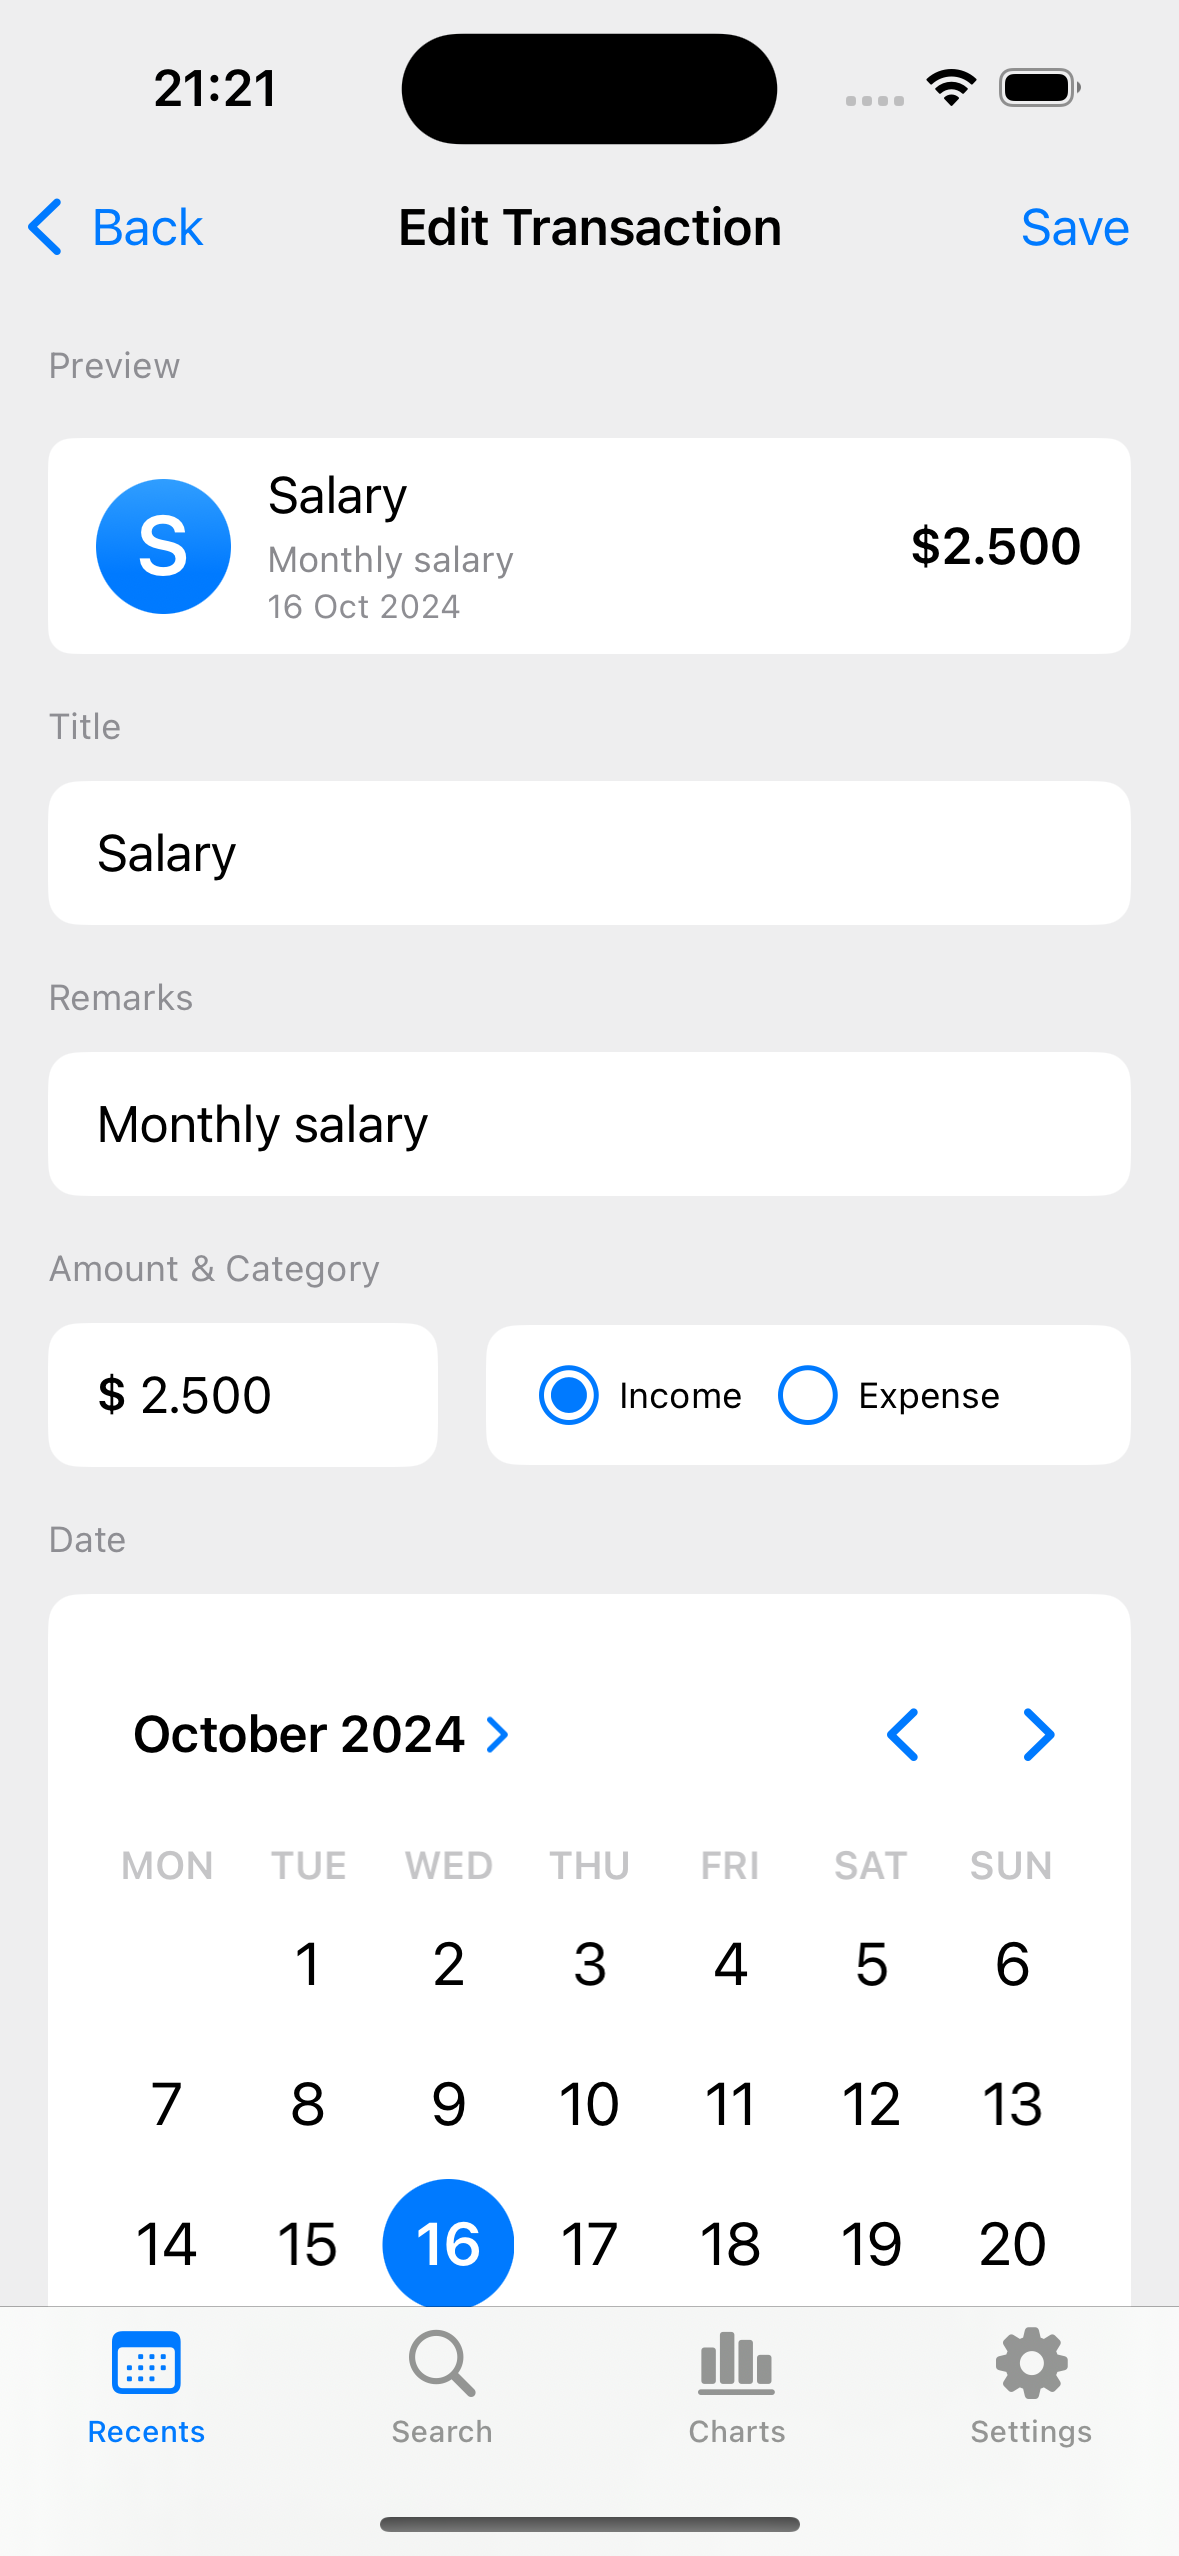 21:21
Back Edit Transaction Save
Preview
S
Salary
Monthly salary
16 Oct 2024
$2.500
Title
Salary
Remarks
Monthly salary
Amount & Category
$ 2.500 Income Expense
Date
October 2024
MON TUE WED THU FRI SAT SUN
1 2 3 4 5 6
7 8 9 10 11 12 13
14 15 16 17 18 19 20
Recents Search Charts Settings